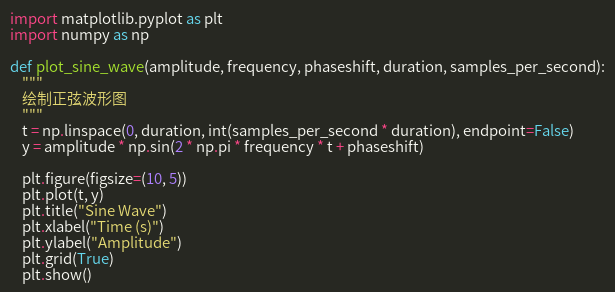 import matplotlib.pyplot as plt
import numpy as np
def plot_sine_wave(amplitude, frequency, phaseshift, duration, samples_per_second):
"""
绘制正弦波形图
"""
t = np.linspace(0, duration, int(samples_per_second * duration), endpoint=False)
y = amplitude * np.sin(2 * np.pi * frequency * t + phaseshift)
plt.figure(figsize=(10, 5))
plt.plot(t, y)
plt.title("Sine Wave")
plt.xlabel("Time (s)")
plt.ylabel("Amplitude")
plt.grid(True)
plt.show()